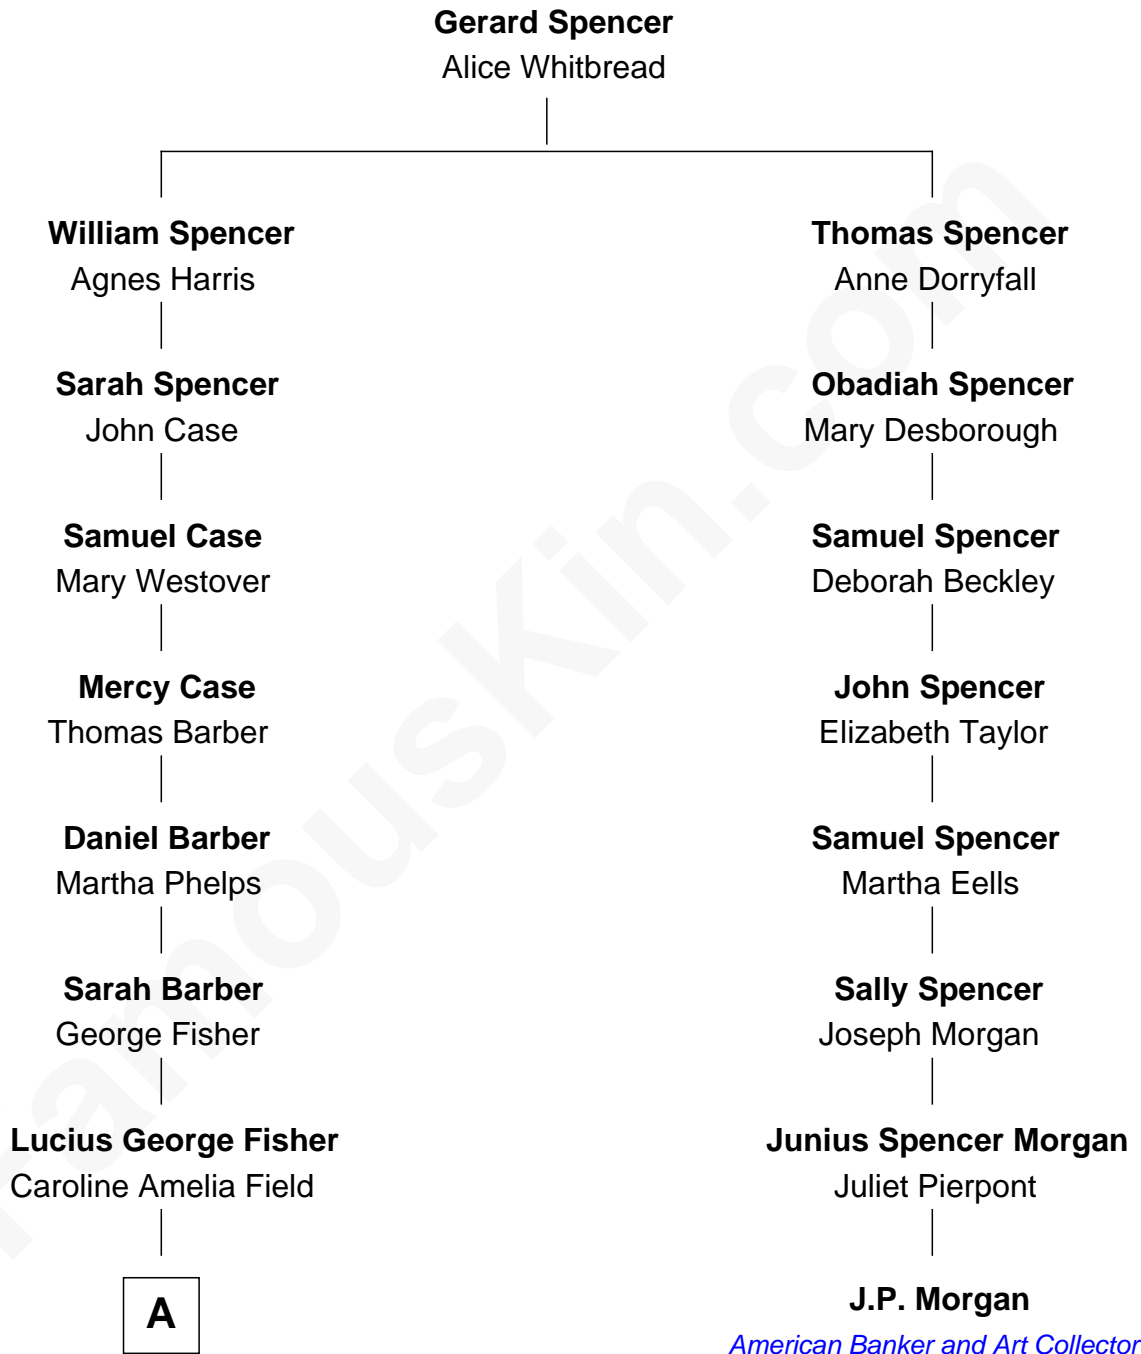 Gerard Spencer
Alice Whitbread
William Spencer
Agnes Harris
Thomas Spencer
Anne Dorryfall
Sarah Spencer
John Case
Obadiah Spencer
Mary Desborough
Samuel Case
Mary Westover
Samuel Spencer
Deborah Beckley
Mercy Case
Thomas Barber
John Spencer
Elizabeth Taylor
Daniel Barber
Martha Phelps
Samuel Spencer
Martha Eells
Sarah Barber
George Fisher
Sally Spencer
Joseph Morgan
Lucius George Fisher
Caroline Amelia Field
Junius Spencer Morgan
Juliet Pierpont
A
J.P. Morgan
American Banker and Art Collector
FamousKin.com